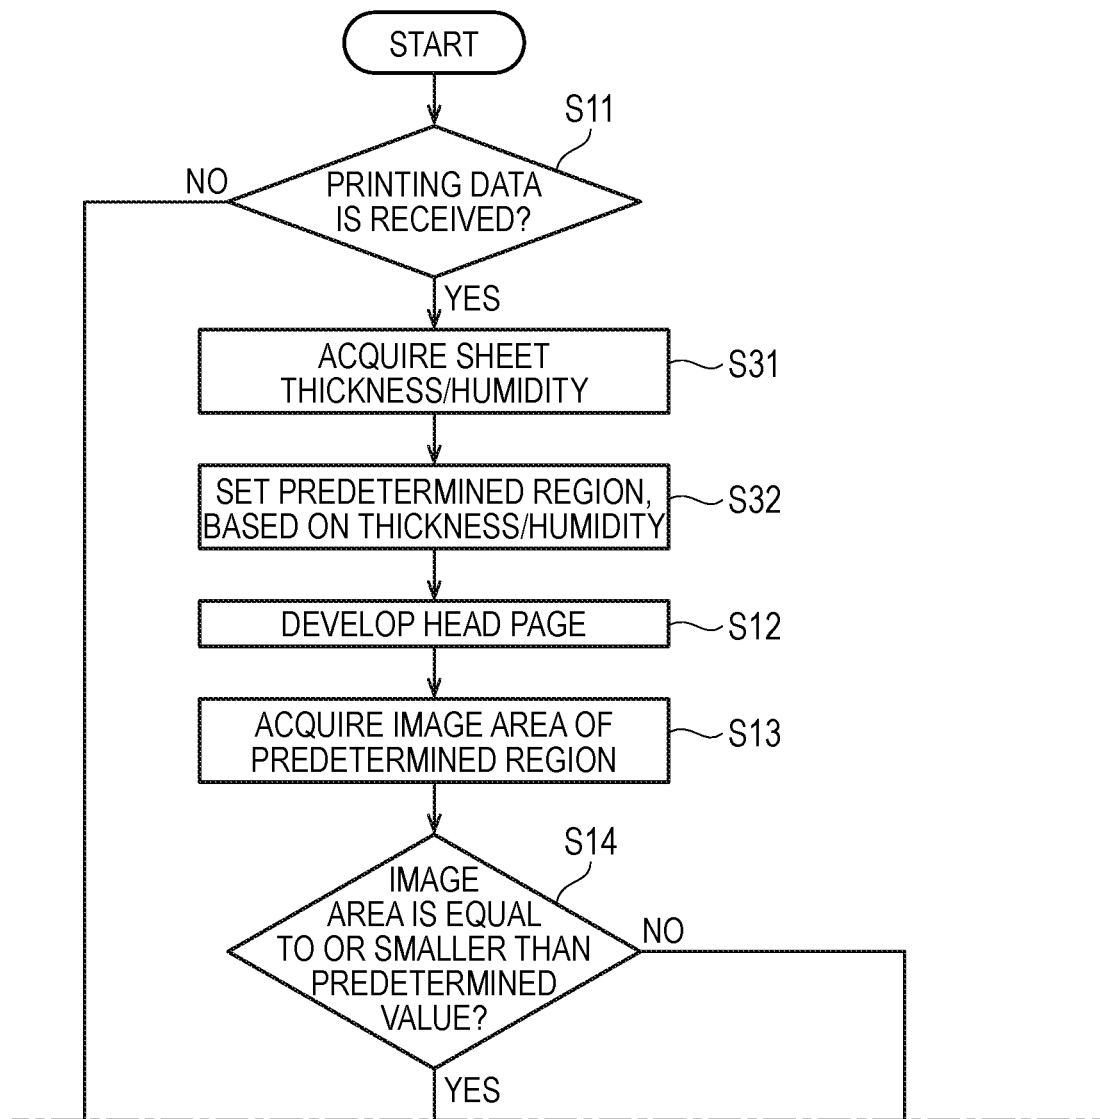 START
S11
NO
PRINTING DATA
IS RECEIVED?
YES
ACQUIRE SHEET
THICKNESS/HUMIDITY
S31
SET PREDETERMINED REGION,
BASED ON THICKNESS/HUMIDITY
S32
DEVELOP HEAD PAGE
S12
ACQUIRE IMAGE AREA OF
PREDETERMINED REGION
S13
S14
IMAGE
AREA IS EQUAL
TO OR SMALLER THAN
PREDETERMINED
VALUE?
NO
YES